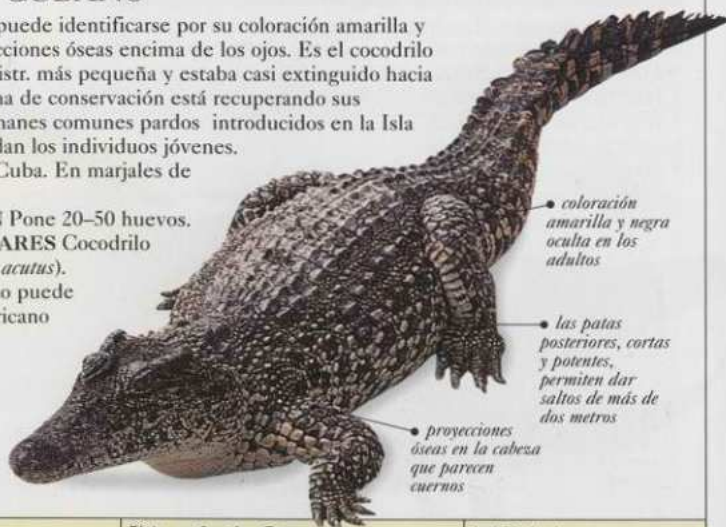 puede identificarse por su coloración amarilla y
cciones óseas encima de los ojos. Es el cocodrilo
istr. más pequeña y estaba casi extinguido hacia
na de conservación está recuperando sus
manes comunes pardos introducidos en la Isla
dan los individuos jóvenes.
Cuba. En marjales de
Pone 20–50 huevos.
ARES Cocodrilo
acutus).
o puede
ricano
coloración
amarilla y negra
oculta en los
adultos
las patas
posteriores, cortas
y potentes,
permiten dar
saltos de más de
dos metros
proyecciones
óseas en la cabeza
que parecen
cuernos